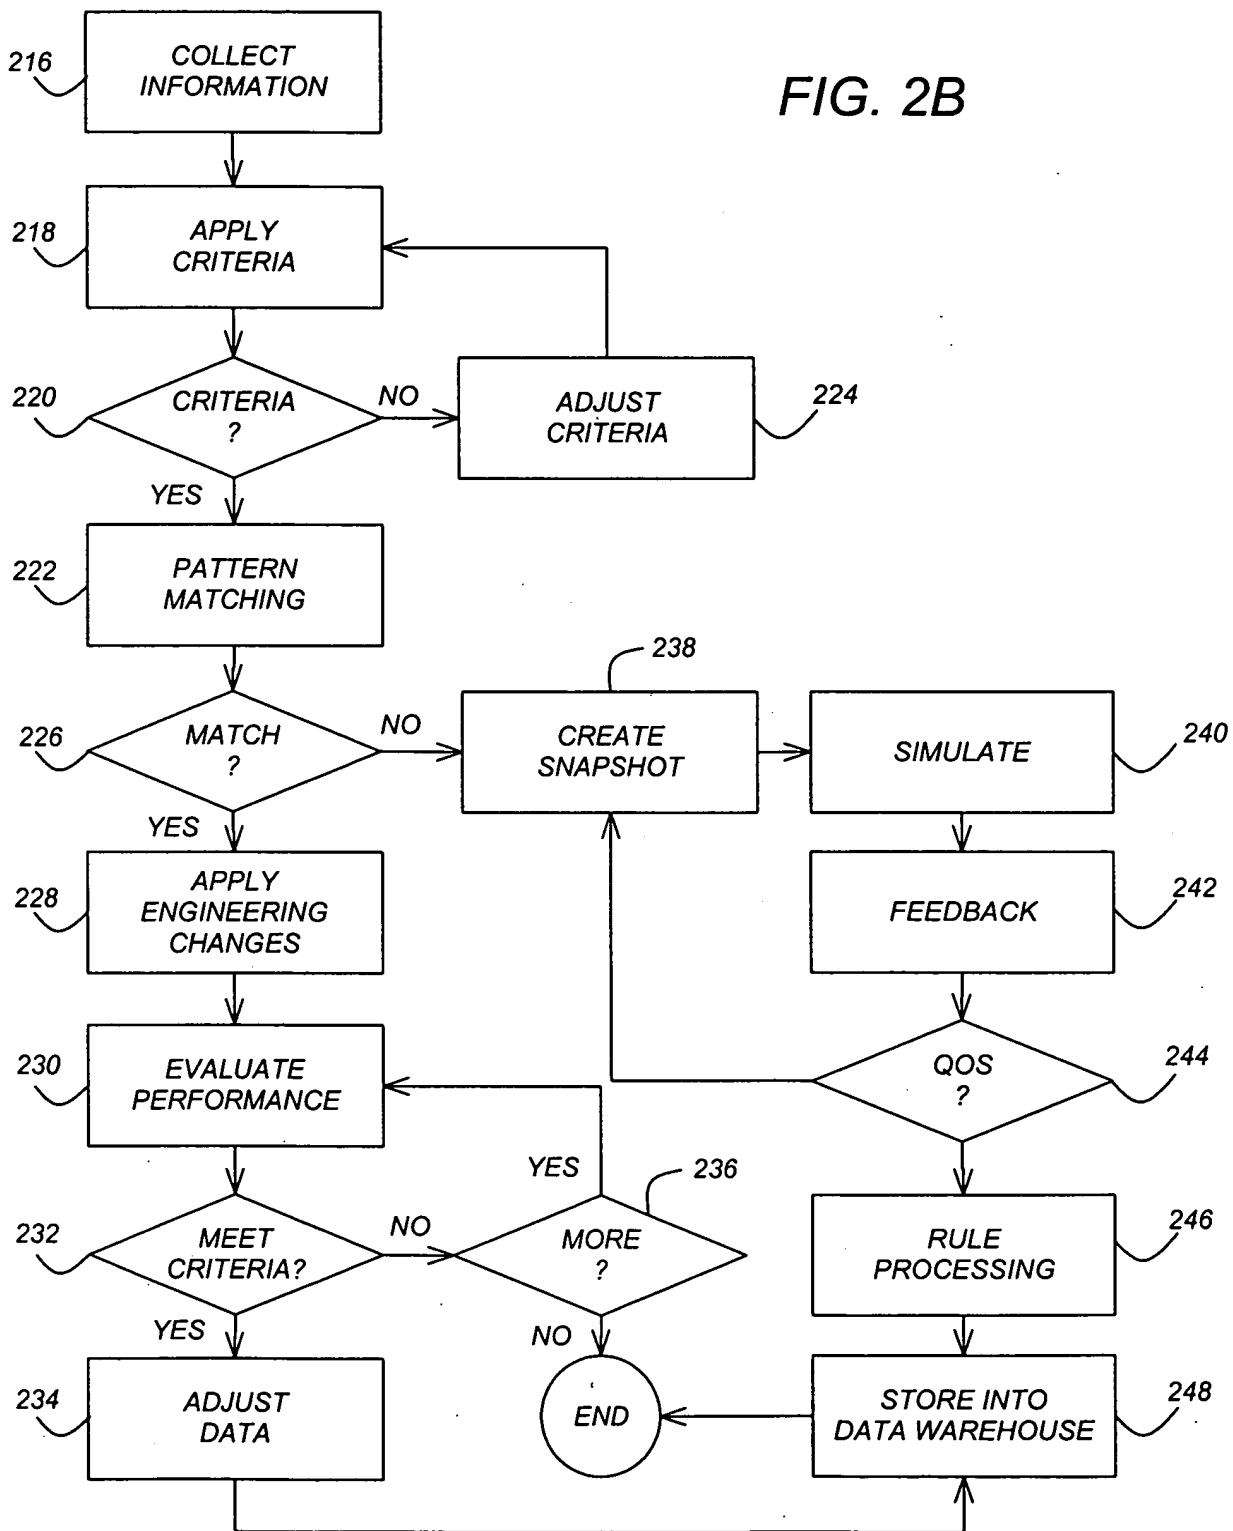 FIG. 2B
216
COLLECT
INFORMATION
218
APPLY
CRITERIA
220
CRITERIA
?
NO
ADJUST
CRITERIA
224
YES
222
PATTERN
MATCHING
226
MATCH
?
NO
238
CREATE
SNAPSHOT
SIMULATE
240
YES
228
APPLY
ENGINEERING
CHANGES
FEEDBACK
242
230
EVALUATE
PERFORMANCE
QOS
?
244
232
MEET
CRITERIA?
NO
YES
236
MORE
?
RULE
PROCESSING
246
YES
NO
234
ADJUST
DATA
END
STORE INTO
DATA WAREHOUSE
248